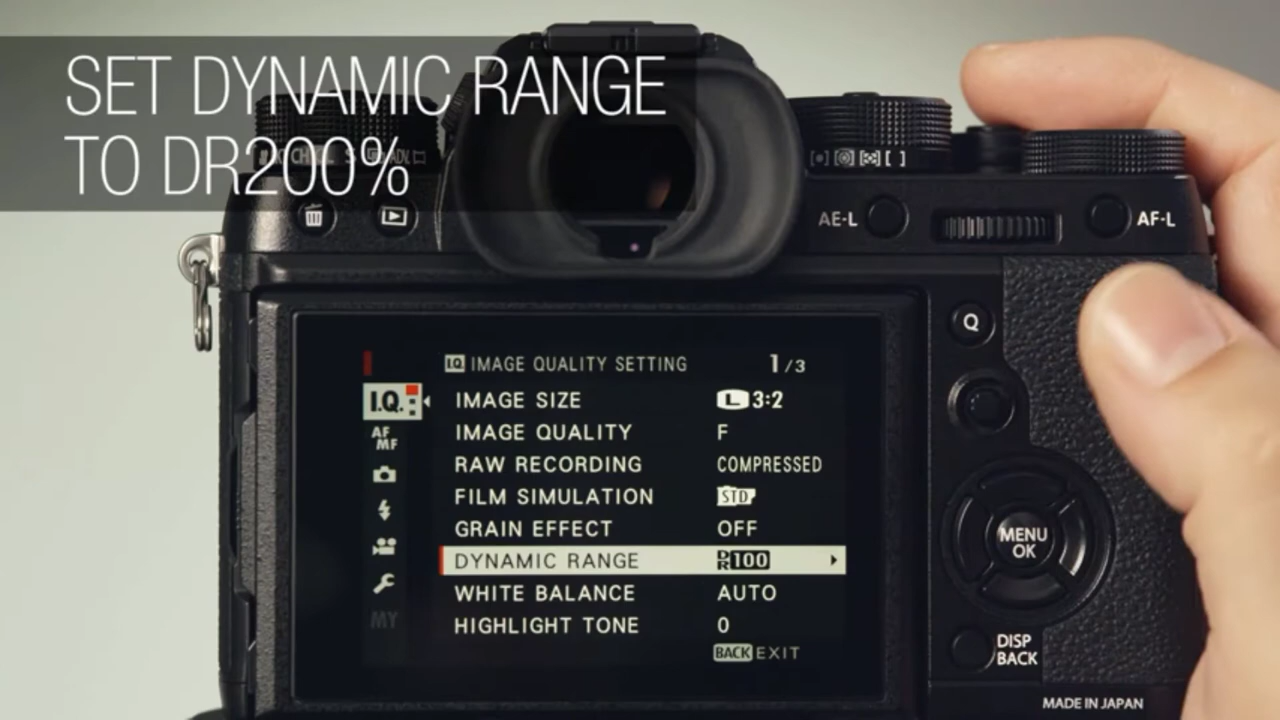 SET DYNAMIC RANGE
TO DR200%
AE-L
AF-L
Q
I.Q. IMAGE QUALITY SETTING 1/3
I.Q.
AF
MF
MY
IMAGE SIZE L 3:2
IMAGE QUALITY F
RAW RECORDING COMPRESSED
FILM SIMULATION STD
GRAIN EFFECT OFF
DYNAMIC RANGE DR100
WHITE BALANCE AUTO
HIGHLIGHT TONE 0
BACK EXIT
MENU
OK
DISP
BACK
MADE IN JAPAN